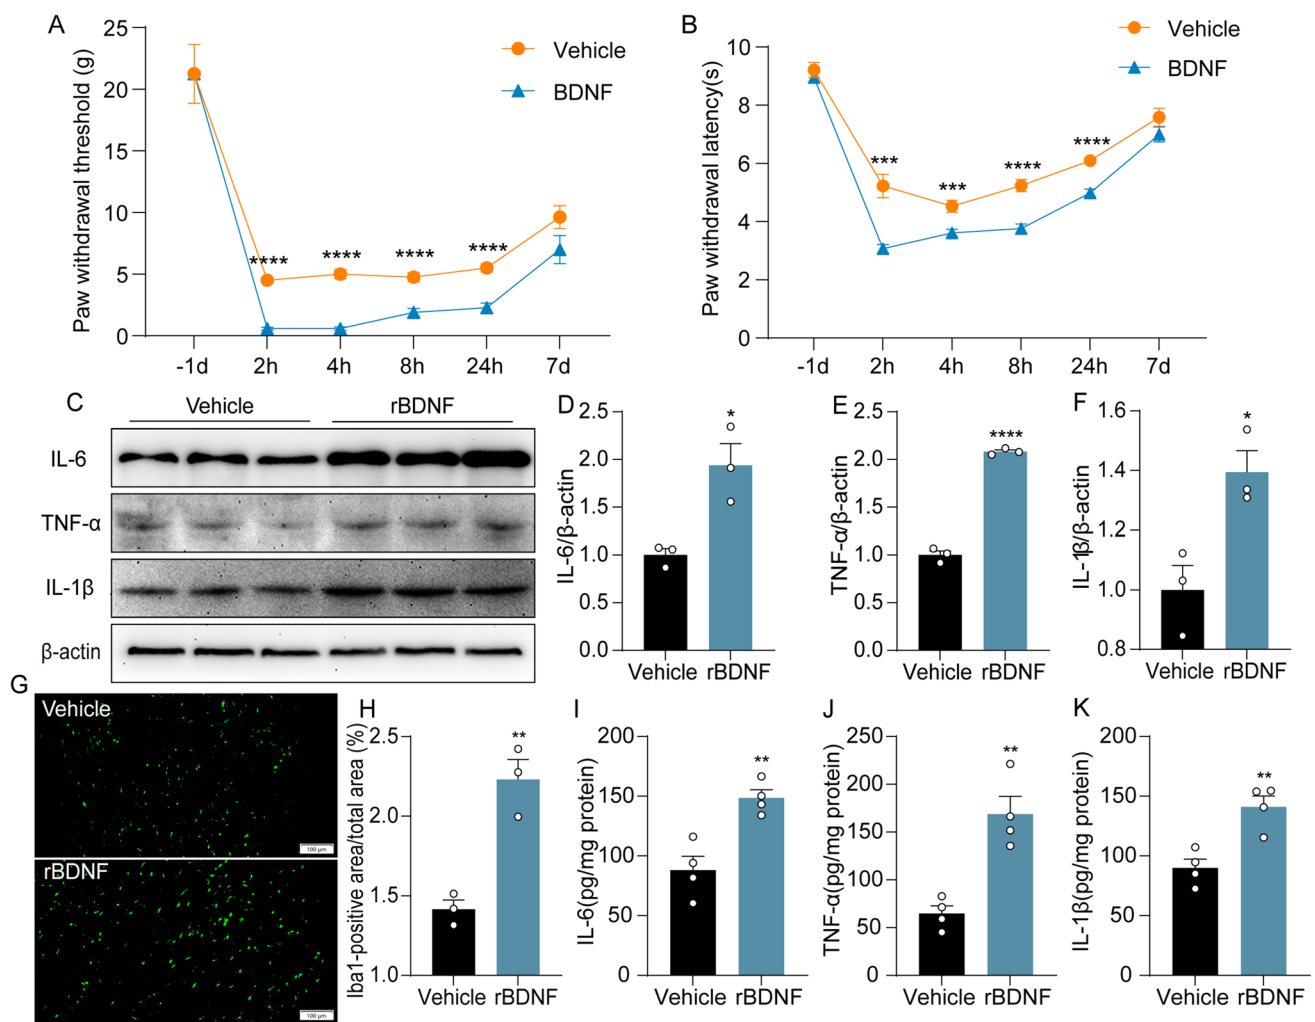 A
Paw withdrawal threshold (g)
25
20
15
10
5
0
-1d 2h 4h 8h 24h 7d
Vehicle
BDNF
**** **** **** ****
B
Paw withdrawal latency(s)
10
8
6
4
2
0
-1d 2h 4h 8h 24h 7d
Vehicle
BDNF
*** *** **** ****
C
Vehicle rBDNF
IL-6
TNF-α
IL-1β
β-actin
D
IL-6/β-actin
2.5
2.0
1.5
1.0
0.5
0.0
*
Vehicle rBDNF
E
TNF-α/β-actin
2.5
2.0
1.5
1.0
0.5
0.0
****
Vehicle rBDNF
F
IL-1β/β-actin
1.6
1.4
1.2
1.0
0.8
*
Vehicle rBDNF
G
Vehicle
100 μm
rBDNF
100 μm
H
Iba1-positive area/total area (%)
2.5
2.0
1.5
1.0
**
Vehicle rBDNF
I
IL-6(pg/mg protein)
200
150
100
50
0
**
Vehicle rBDNF
J
TNF-α(pg/mg protein)
250
200
150
100
50
0
**
Vehicle rBDNF
K
IL-1β(pg/mg protein)
200
150
100
50
0
**
Vehicle rBDNF